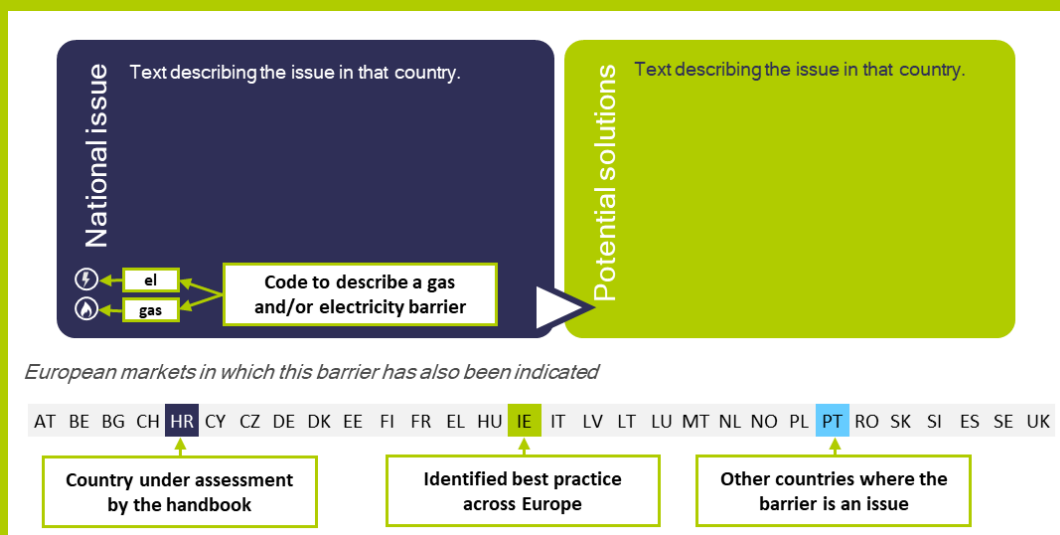 National issue
Text describing the issue in that country.
el
gas
Code to describe a gas
and/or electricity barrier
Potential solutions
Text describing the issue in that country.
European markets in which this barrier has also been indicated
AT BE BG CH HR CY CZ DE DK EE FI FR EL HU IE IT LV LT LU MT NL NO PL PT RO SK SI ES SE UK
Country under assessment
by the handbook
Identified best practice
across Europe
Other countries where the
barrier is an issue